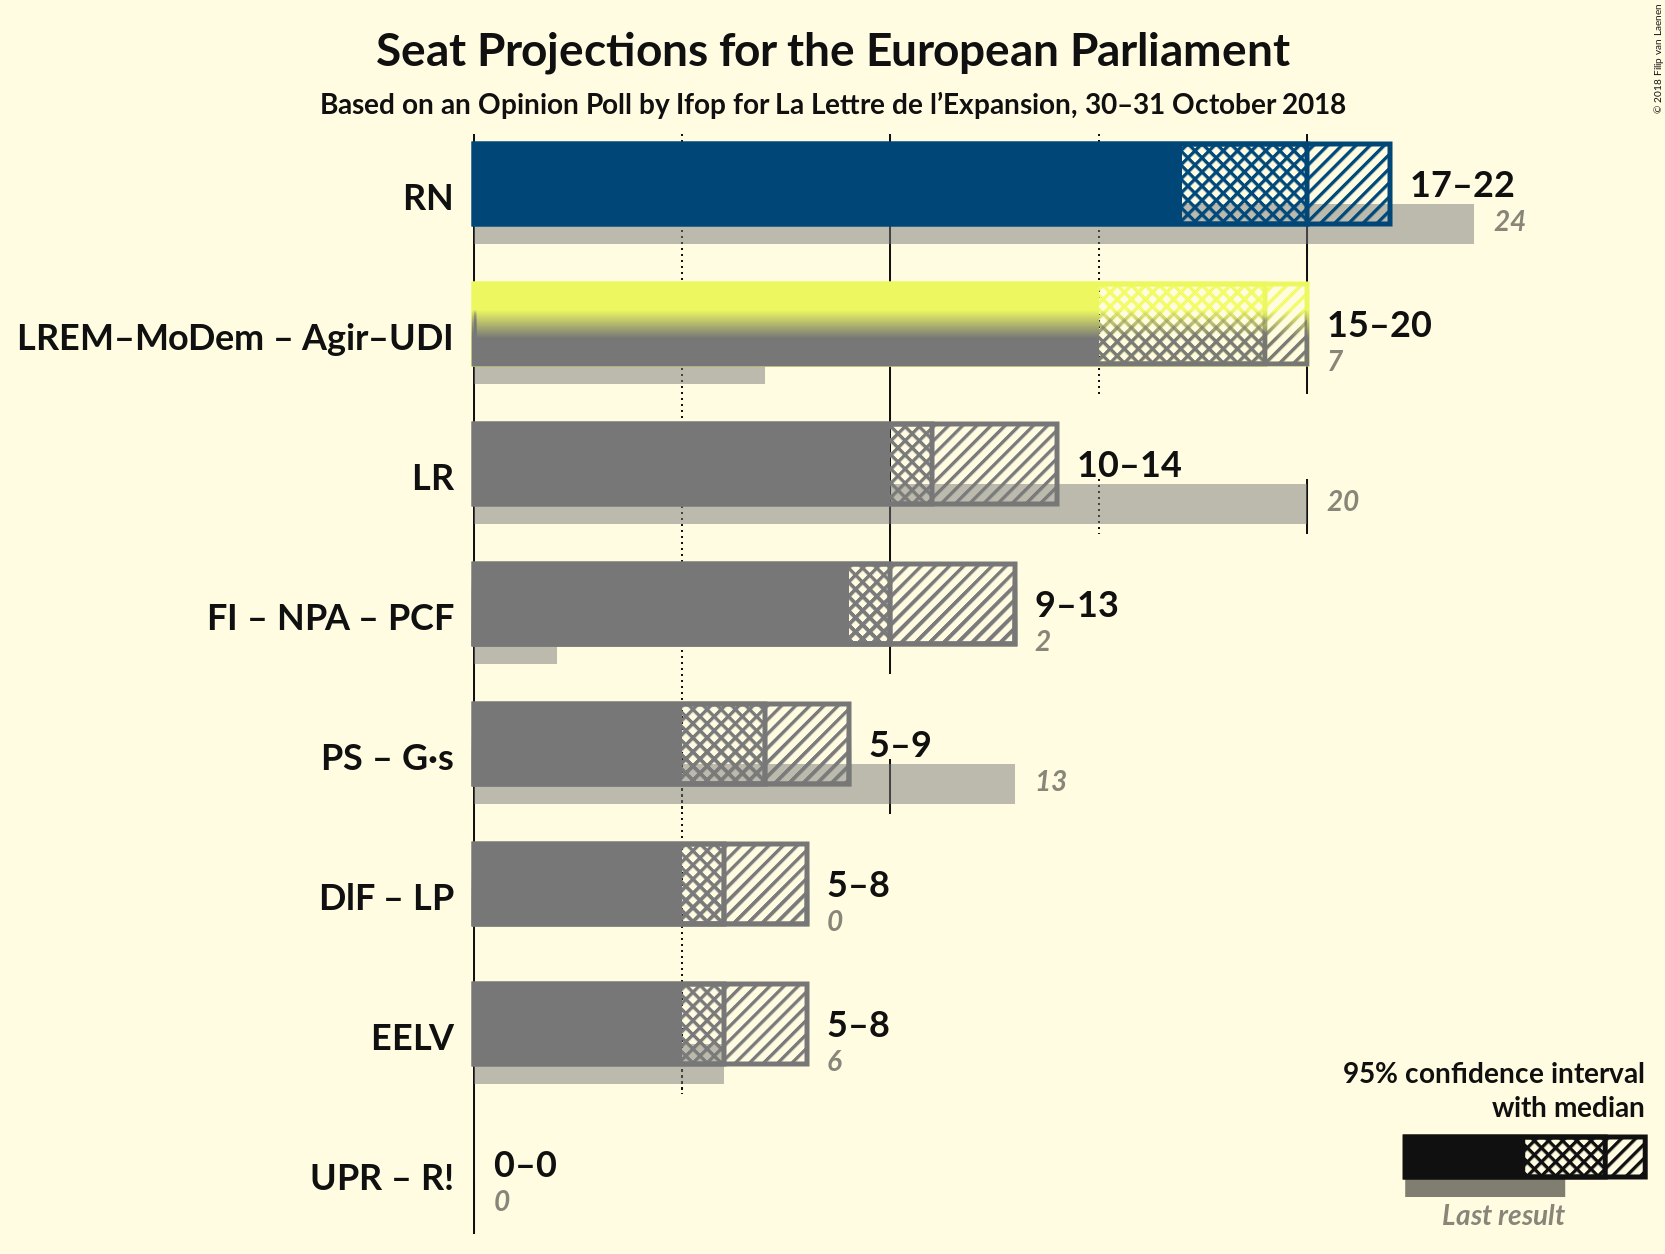 Seat Projections for the European Parliament
Based on an Opinion Poll by Ifop for La Lettre de l’Expansion, 30–31 October 2018
© 2018 Filip van Laenen
RN
17–22
24
LREM–MoDem – Agir–UDI
15–20
7
LR
10–14
20
FI – NPA – PCF
9–13
2
PS – G·s
5–9
13
DlF – LP
5–8
0
EELV
5–8
6
UPR – R!
0–0
0
95% confidence interval
with median
Last result